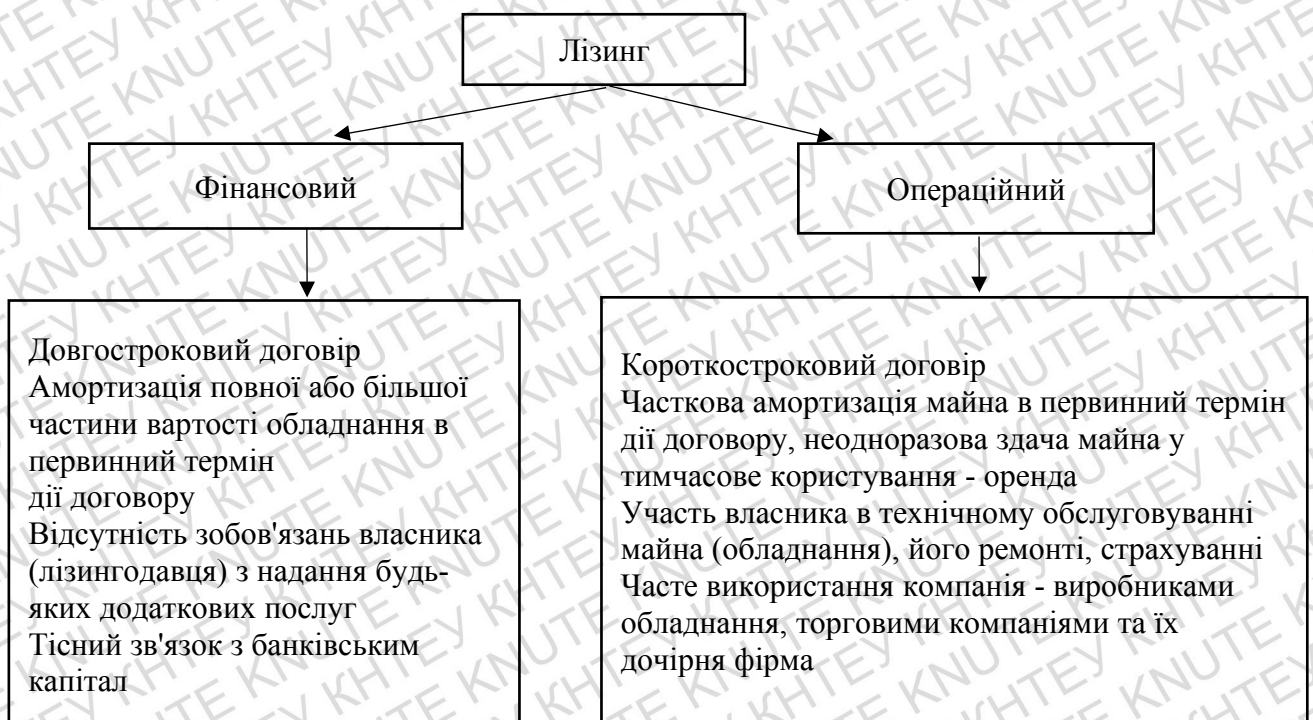 Лізинг
Фінансовий
Операційний
Довгостроковий договір
Амортизація повної або більшої
частини вартості обладнання в
первинний термін
дії договору
Відсутність зобов'язань власника
(лізингодавця) з надання будь-
яких додаткових послуг
Тісний зв'язок з банківським
капітал
Короткостроковий договір
Часткова амортизація майна в первинний термін
дії договору, неодноразова здача майна у
тимчасове користування - оренда
Участь власника в технічному обслуговуванні
майна (обладнання), його ремонті, страхуванні
Часте використання компанія - виробниками
обладнання, торговими компаніями та їх
дочірня фірма